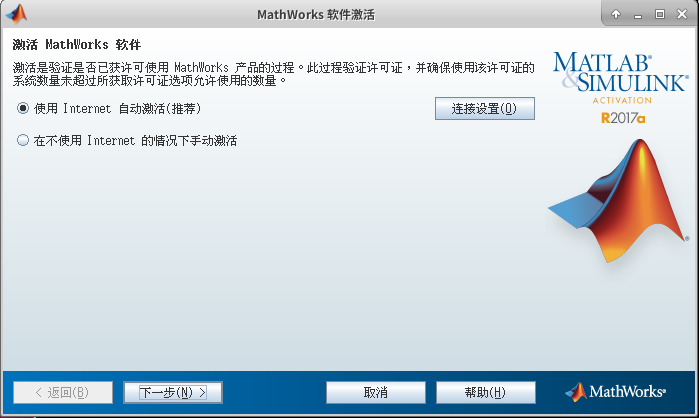 MathWorks 软件激活
激活 MathWorks 软件
激活是验证是否已获许可使用 MathWorks 产品的过程。此过程验证许可证，并确保使用该许可证的
系统数量未超过所获取许可证选项允许使用的数量。
使用 Internet 自动激活(推荐)
连接设置(O)
在不使用 Internet 的情况下手动激活
MATLAB®
&SIMULINK®
ACTIVATION
R2017a
®
< 返回(B)
下一步(N) >
取消
帮助(H)
MathWorks®